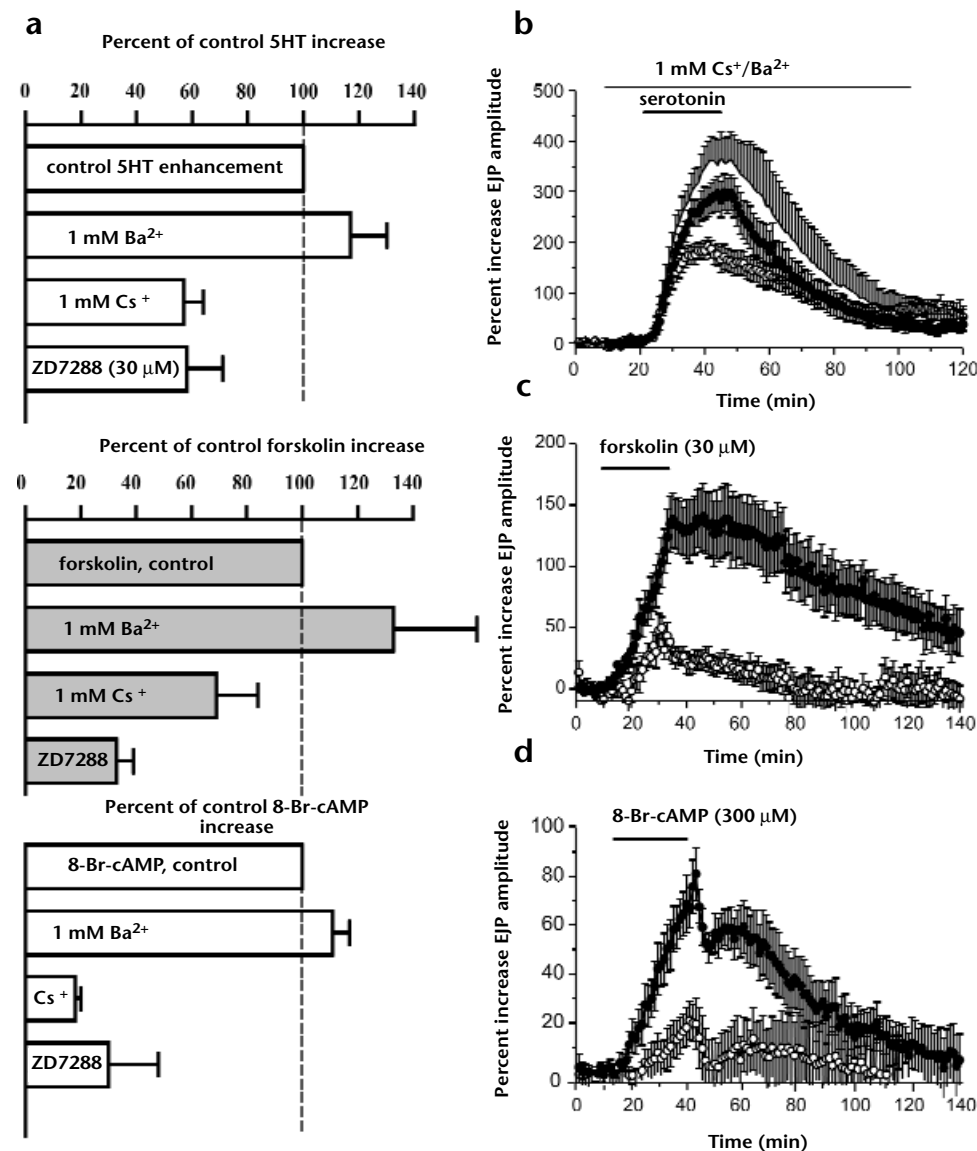 a
Percent of control 5HT increase
0 20 40 60 80 100 120 140
control 5HT enhancement
1 mM Ba2+
1 mM Cs +
ZD7288 (30 μM)
Percent of control forskolin increase
0 20 40 60 80 100 120 140
forskolin, control
1 mM Ba2+
1 mM Cs +
ZD7288
Percent of control 8-Br-cAMP
increase
8-Br-cAMP, control
1 mM Ba2+
Cs +
ZD7288
b
1 mM Cs+/Ba2+
serotonin
Percent increase EJP amplitude
500
400
300
200
100
0
0 20 40 60 80 100 120
Time (min)
c
forskolin (30 μM)
Percent increase EJP amplitude
200
150
100
50
0
0 20 40 60 80 100 120 140
Time (min)
d
8-Br-cAMP (300 μM)
Percent increase EJP amplitude
100
80
60
40
20
0
0 20 40 60 80 100 120 140
Time (min)